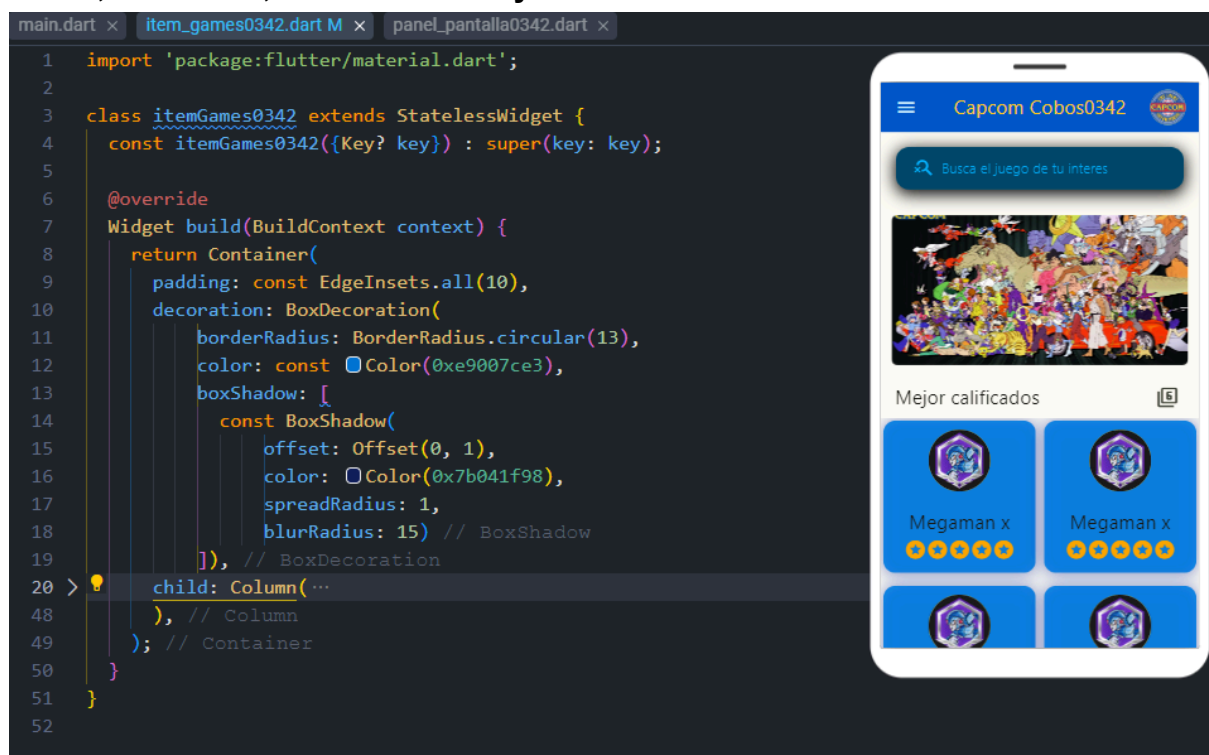 main.dart × item_games0342.dart M × panel_pantalla0342.dart ×
1 import 'package:flutter/material.dart';
2
3 class itemGames0342 extends StatelessWidget {
4 const itemGames0342({Key? key}) : super(key: key);
5
6 @override
7 Widget build(BuildContext context) {
8 return Container(
9 padding: const EdgeInsets.all(10),
10 decoration: BoxDecoration(
11 borderRadius: BorderRadius.circular(13),
12 color: const Color(0xe9007ce3),
13 boxShadow: [
14 const BoxShadow(
15 offset: Offset(0, 1),
16 color: Color(0x7b041f98),
17 spreadRadius: 1,
18 blurRadius: 15) // BoxShadow
19 ]), // BoxDecoration
20 > child: Column( ⋯
48 ), // Column
49 ); // Container
50 }
51 }
52
Capcom Cobos0342
CAPCOM
Busca el juego de tu interes
CAPCOM
Mejor calificados
6
Megaman x Megaman x